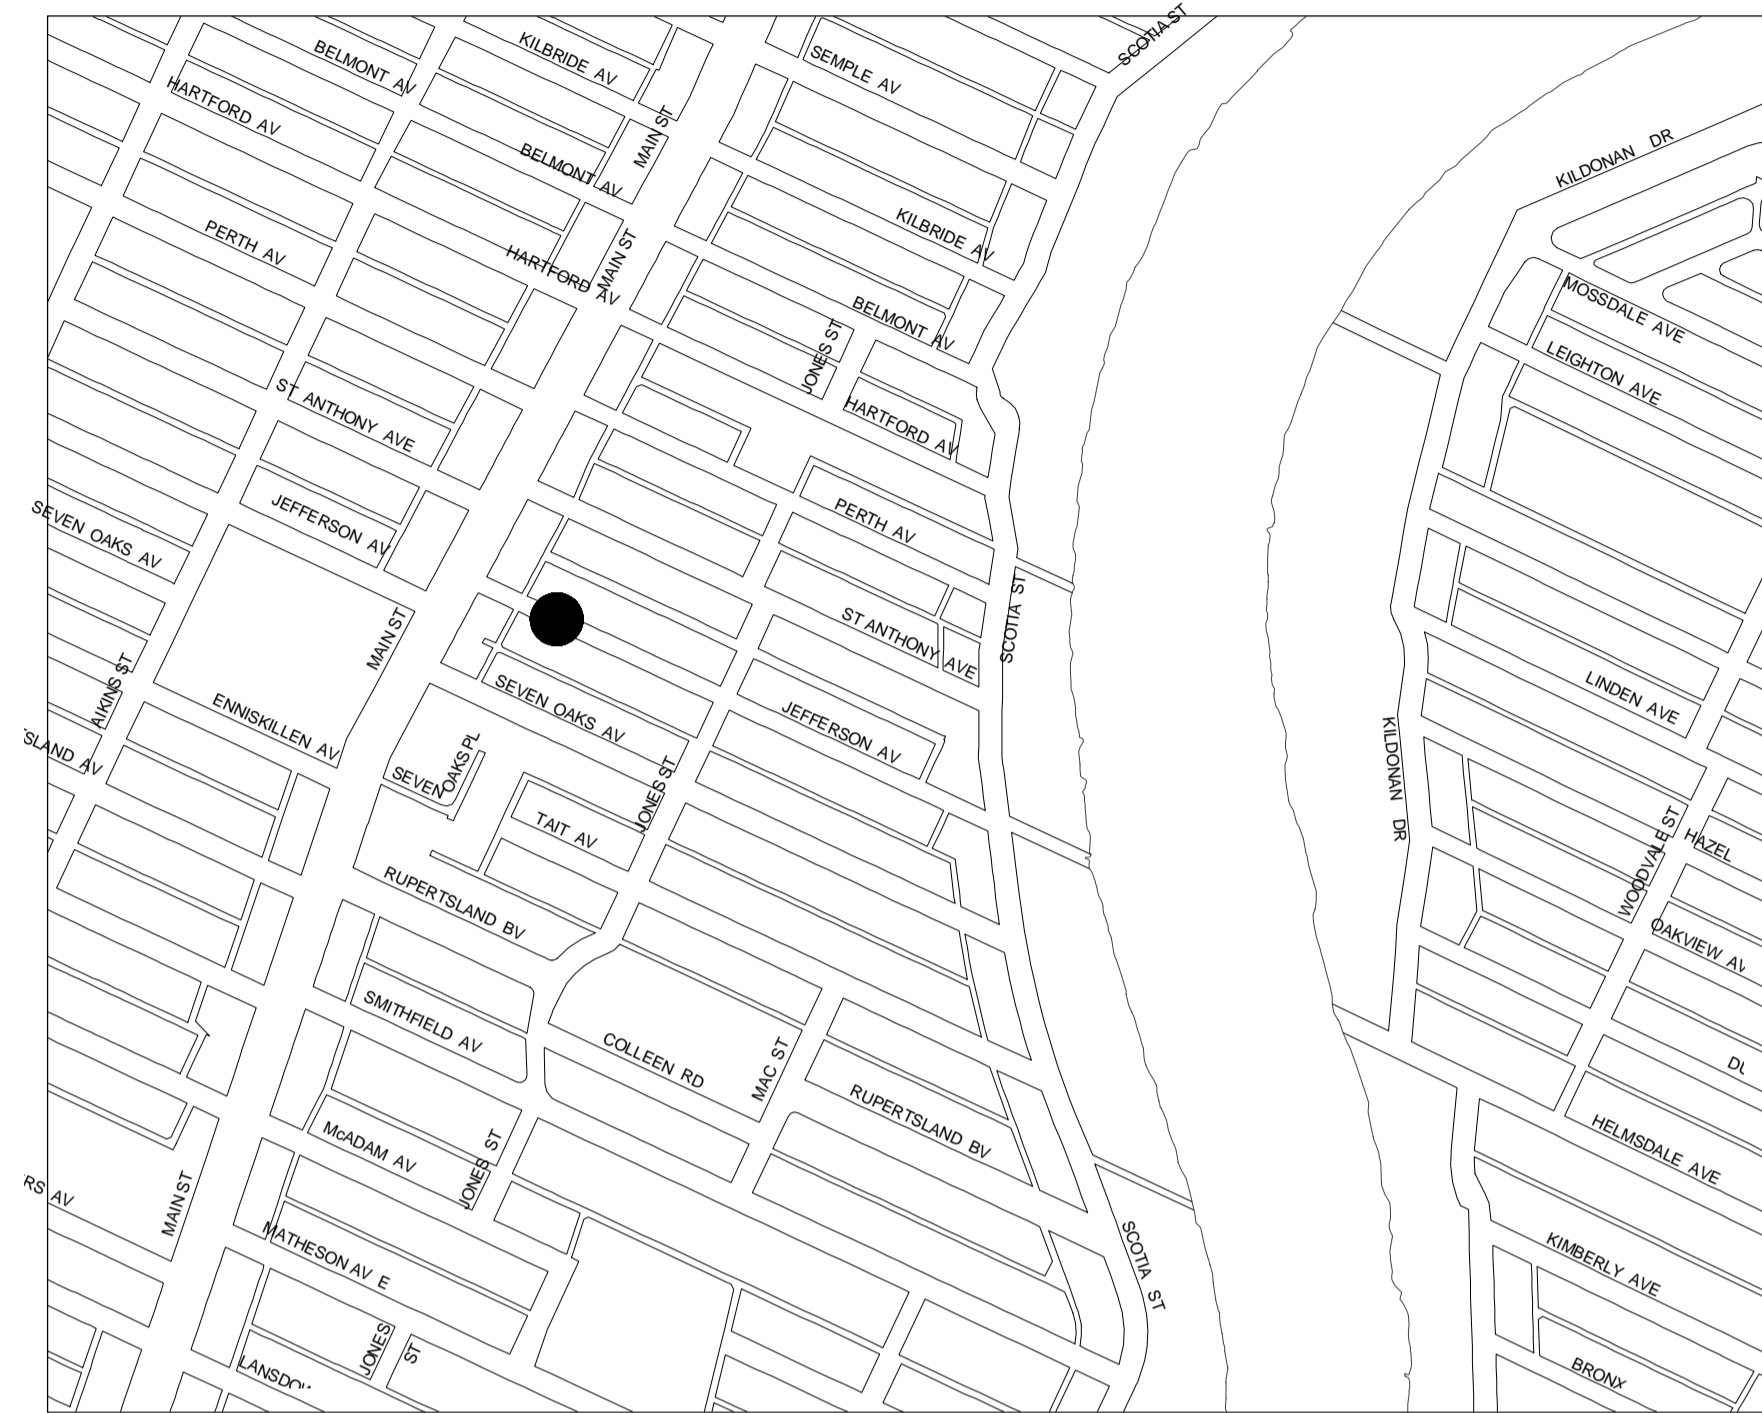 SCOTIA ST
KILBRIDE AV
BELMONT AV
SEMPLE AV
HARTFORD AV
MAIN ST
KILDONAN DR
BELMONT AV
KILBRIDE AV
PERTH AV
MAIN ST
HARTFORD AV
MOSSDALE AVE
BELMONT AV
JONES ST
LEIGHTON AVE
ST ANTHONY AVE
HARTFORD AV
JEFFERSON AV
PERTH AV
SEVEN OAKS AV
SCOTIA ST
MAIN ST
ST ANTHONY AVE
AIKINS ST
LINDEN AVE
SEVEN OAKS AV
JEFFERSON AV
ENNISKILLEN AV
KILDONAN DR
SLAND AV
SEVEN OAKS PL
JONES ST
TAIT AV
WOODVALE ST
HAZEL
RUPERTSLAND BV
OAKVIEW AV
SMITHFIELD AV
COLLEEN RD
MAC ST
RUPERTSLAND BV
McADAM AV
JONES ST
HELMSDALE AVE
RS AV
MAIN ST
MATHESON AV E
SCOTIA ST
KIMBERLY AVE
JONES ST
BRONX